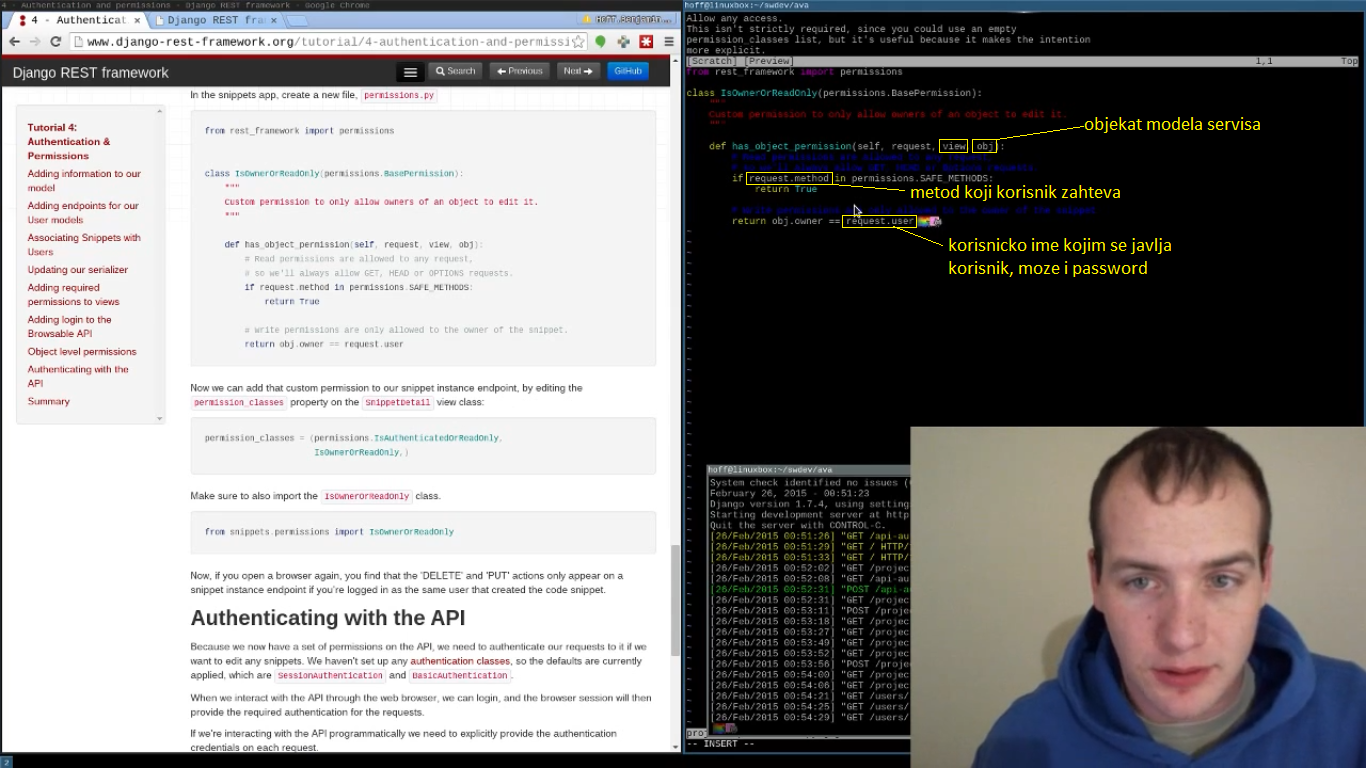 4 - Authentication and permissions - Django REST framework - Google Chrome
4 - Authenticat
Django REST fra
www.django-rest-framework.org/tutorial/4-authentication-and-permissi
Django REST framework
Search
Previous
Next
GitHub
In the snippets app, create a new file, permissions.py
Tutorial 4:
Authentication &
Permissions
Adding information to our
model
Adding endpoints for our
User models
Associating Snippets with
Users
Updating our serializer
Adding required
permissions to views
Adding login to the
Browsable API
Object level permissions
Authenticating with the
API
Summary
from rest_framework import permissions
class IsOwnerOrReadOnly(permissions.BasePermission):
"""
Custom permission to only allow owners of an object to edit it.
"""
def has_object_permission(self, request, view, obj):
# Read permissions are allowed to any request,
# so we'll always allow GET, HEAD or OPTIONS requests.
if request.method in permissions.SAFE_METHODS:
return True
# Write permissions are only allowed to the owner of the snippet.
return obj.owner == request.user
Now we can add that custom permission to our snippet instance endpoint, by editing the
permission_classes property on the SnippetDetail view class:
permission_classes = (permissions.IsAuthenticatedOrReadOnly,
IsOwnerOrReadOnly,)
Make sure to also import the IsOwnerOrReadOnly class.
from snippets.permissions import IsOwnerOrReadOnly
Now, if you open a browser again, you find that the 'DELETE' and 'PUT' actions only appear on a
snippet instance endpoint if you're logged in as the same user that created the code snippet.
Authenticating with the API
Because we now have a set of permissions on the API, we need to authenticate our requests to it if we
want to edit any snippets. We haven't set up any authentication classes, so the defaults are currently
applied, which are SessionAuthentication and BasicAuthentication.
When we interact with the API through the web browser, we can login, and the browser session will then
provide the required authentication for the requests.
If we're interacting with the API programmatically we need to explicitly provide the authentication
credentials on each request.
2
hoff@linuxbox:~/swdev/ava
Allow any access.
This isn't strictly required, since you could use an empty
permission_classes list, but it's useful because it makes the intention
more explicit.
[Scratch] [Preview] 1,1 Top
from rest_framework import permissions
class IsOwnerOrReadOnly(permissions.BasePermission):
"""
Custom permission to only allow owners of an object to edit it.
"""
def has_object_permission(self, request, view, obj):
# Read permissions are allowed to any request,
# so we'll always allow GET, HEAD or OPTIONS requests.
if request.method in permissions.SAFE_METHODS:
return True
return obj.owner == request.user
objekat modela servisa
metod koji korisnik zahteva
korisnicko ime kojim se javlja
korisnik, moze i password
hoff@linuxbox:~/swdev/ava
System check identified no issues (
February 26, 2015 - 00:51:23
Django version 1.7.4, using setting
Starting development server at http
Quit the server with CONTROL-C.
[26/Feb/2015 00:51:26] "GET /api-au
[26/Feb/2015 00:51:29] "GET / HTTP/
[26/Feb/2015 00:51:33] "GET / HTTP/
[26/Feb/2015 00:52:02] "GET /projec
[26/Feb/2015 00:52:08] "GET /api-au
[26/Feb/2015 00:52:31] "POST /api-a
[26/Feb/2015 00:52:31] "GET /projec
[26/Feb/2015 00:53:11] "POST /proje
[26/Feb/2015 00:53:18] "GET /projec
[26/Feb/2015 00:53:27] "GET /projec
[26/Feb/2015 00:53:49] "GET /projec
[26/Feb/2015 00:53:52] "GET /projec
[26/Feb/2015 00:53:56] "POST /proje
[26/Feb/2015 00:54:00] "GET /projec
[26/Feb/2015 00:54:06] "GET /projec
[26/Feb/2015 00:54:21] "GET /users/
[26/Feb/2015 00:54:25] "GET /users/
[26/Feb/2015 00:54:29] "GET /users/
proj
-- INSERT --